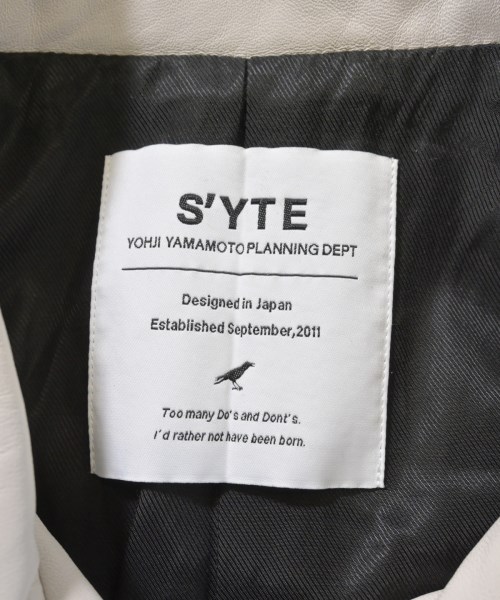 S'YTE
YOHJI YAMAMOTO PLANNING DEPT
Designed in Japan
Established September,2011
Too many Do's and Dont's.
I'd rather not have been born.